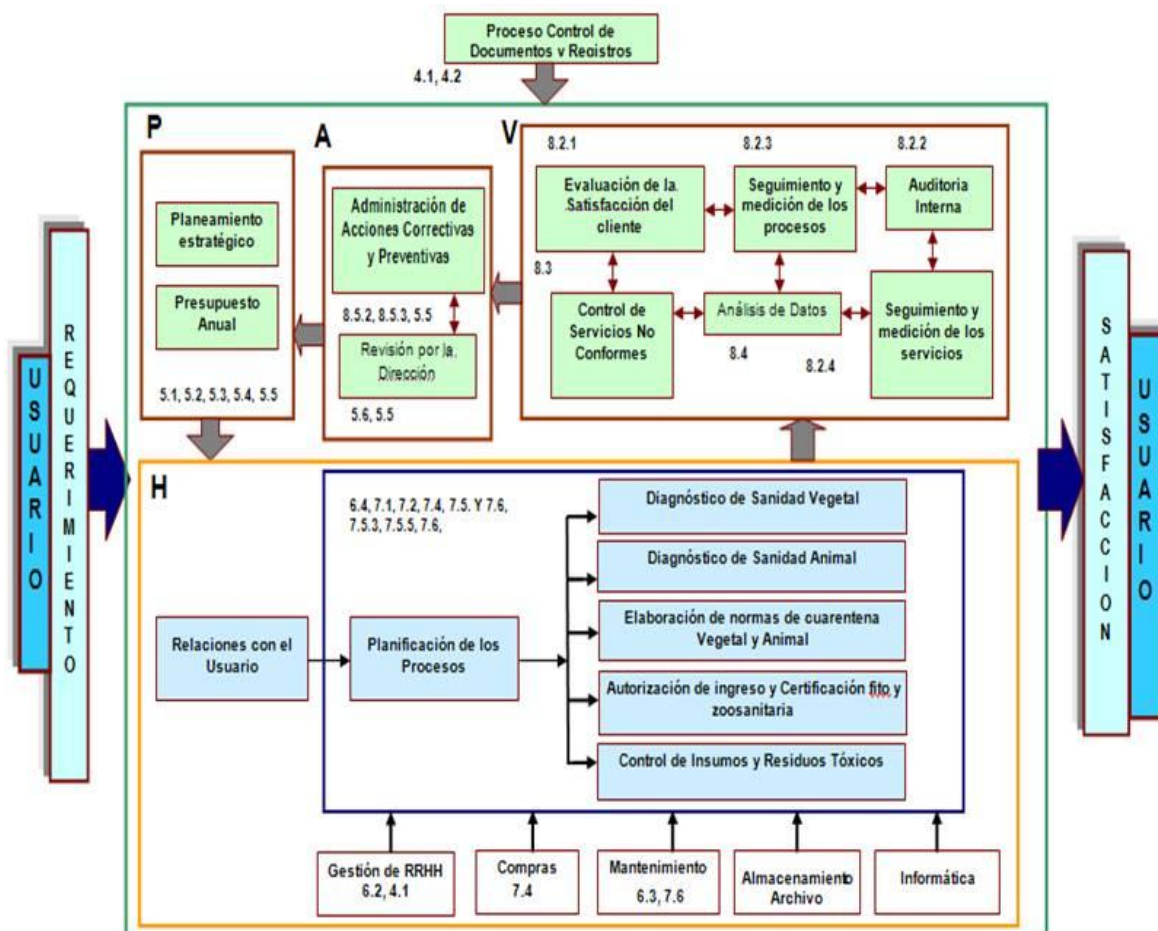 Proceso Control de
Documentos y Registros
4.1, 4.2
P
Planeamiento
estratégico
Presupuesto
Anual
5.1, 5.2, 5.3, 5.4, 5.5
A
Administración de
Acciones Correctivas
y Preventivas
8.5.2, 8.5.3, 5.5
Revisión por la,
Dirección
5.6, 5.5
V
8.2.1
8.2.3
8.2.2
Evaluación de la
Satisfacción del
cliente
Seguimiento y
medición de los
procesos
Auditoria
Interna
8.3
Control de
Servicios No
Conformes
Análisis de Datos
8.4
8.2.4
Seguimiento y
medición de los
servicios
USUARIO
REQUERIMIENTO
SATISFACCION
USUARIO
H
6.4, 7.1, 7.2, 7.4, 7.5. Y 7.6,
7.5.3, 7.5.5, 7.6,
Relaciones con el
Usuario
Planificación de los
Procesos
Diagnóstico de Sanidad Vegetal
Diagnóstico de Sanidad Animal
Elaboración de normas de cuarentena
Vegetal y Animal
Autorización de ingreso y Certificación fito y
zoosanitaria
Control de Insumos y Residuos Tóxicos
Gestión de RRHH
6.2, 4.1
Compras
7.4
Mantenimiento
6.3, 7.6
Almacenamiento
Archivo
Informática